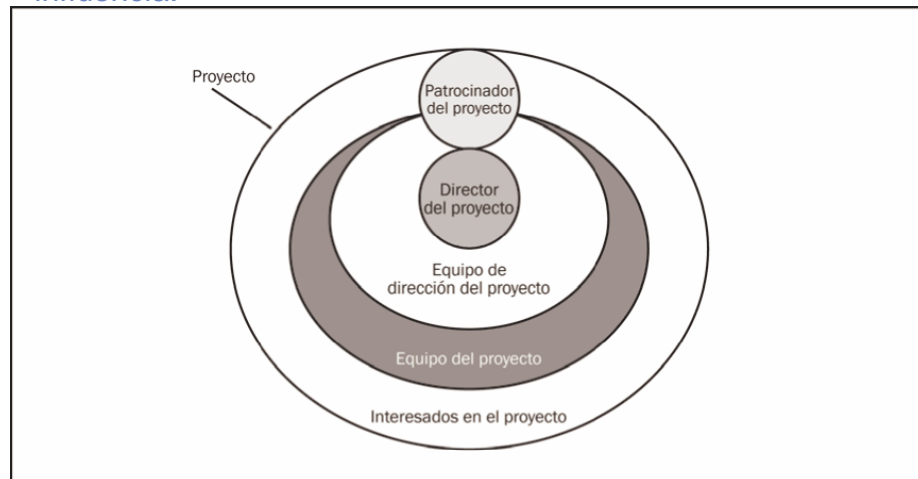 influencia.
Proyecto
Patrocinador
del proyecto
Director
del proyecto
Equipo de
dirección del proyecto
Equipo del proyecto
Interesados en el proyecto